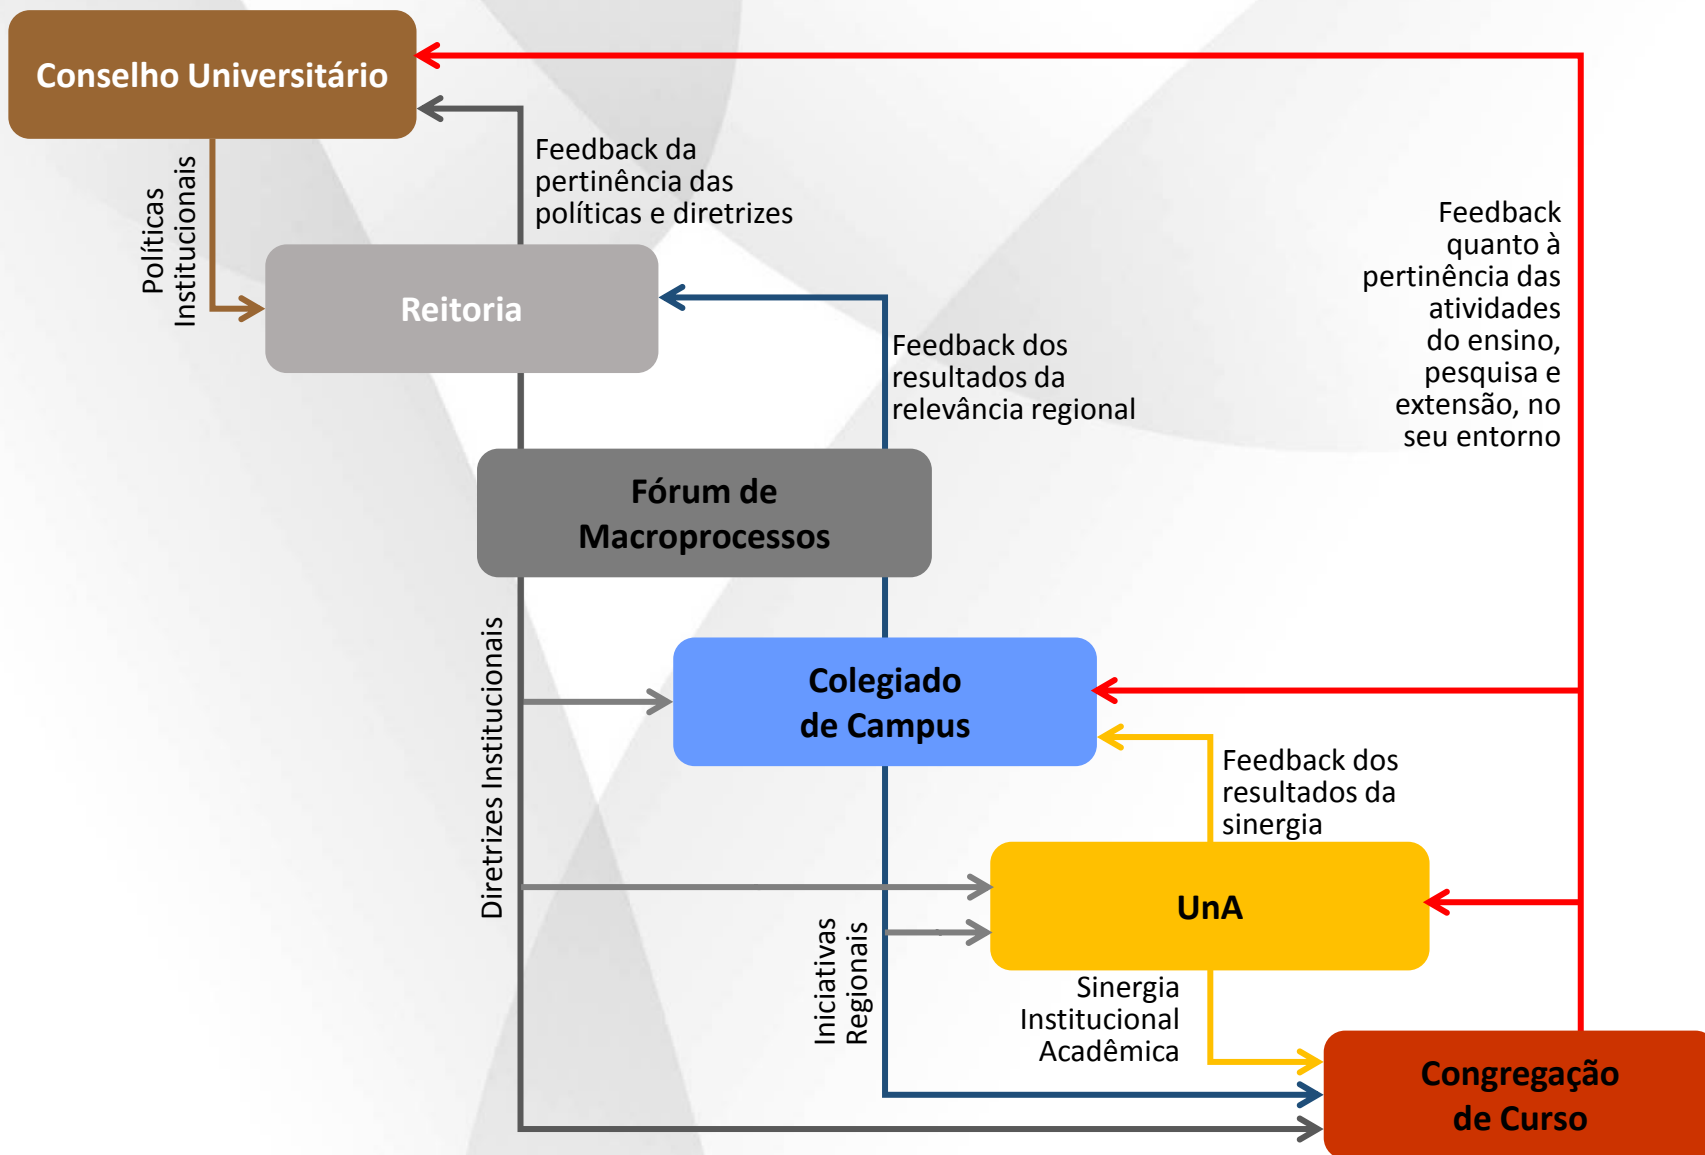 Conselho Universitário
Políticas
Institucionais
Feedback da
pertinência das
políticas e diretrizes
Reitoria
Feedback dos
resultados da
relevância regional
Feedback
quanto à
pertinência das
atividades
do ensino,
pesquisa e
extensão, no
seu entorno
Fórum de
Macroprocessos
Diretrizes Institucionais
Colegiado
de Campus
Feedback dos
resultados da
sinergia
UnA
Iniciativas
Regionais
Sinergia
Institucional
Acadêmica
Congregação
de Curso